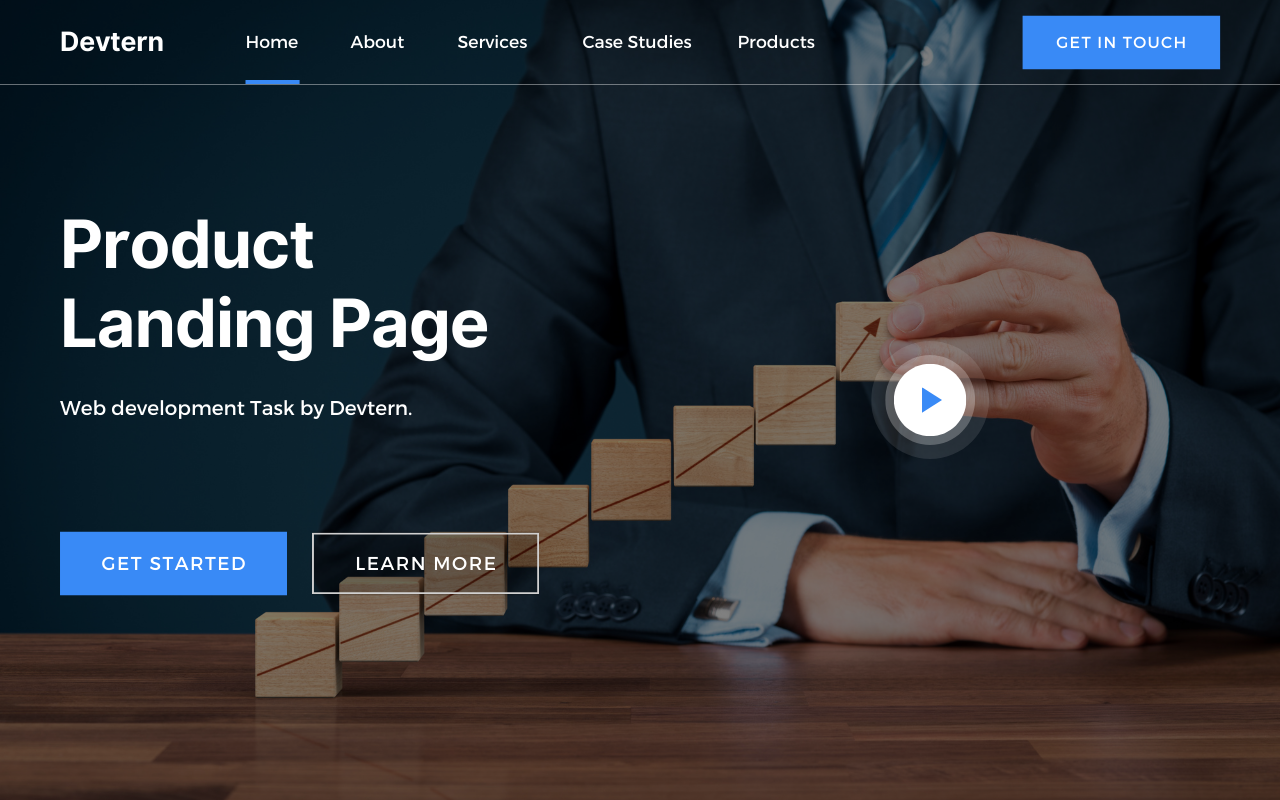 Devtern
Home
About
Services
Case Studies
Products
GET IN TOUCH
Product
Landing Page
Web development Task by Devtern.
GET STARTED
LEARN MORE